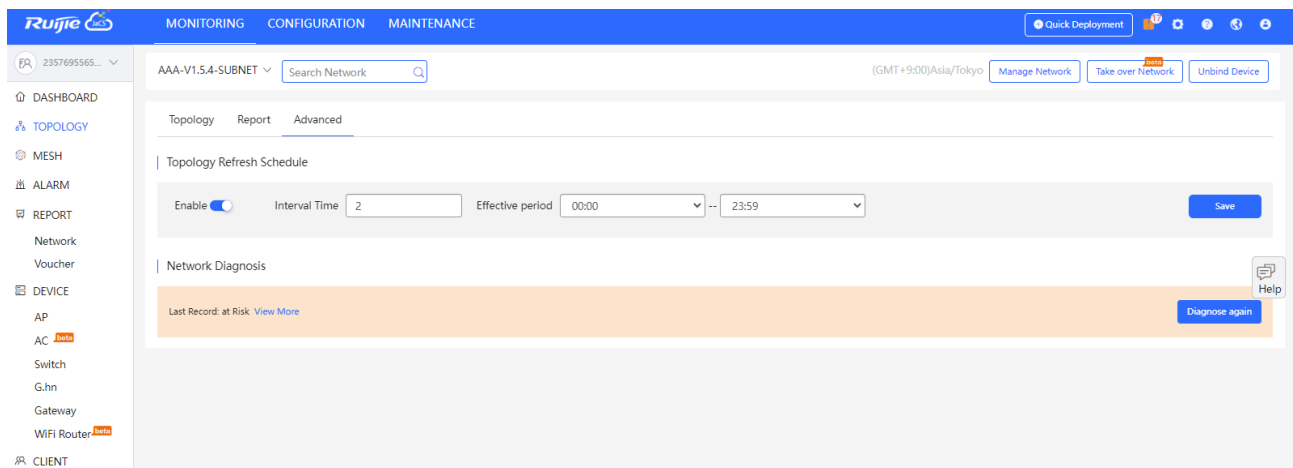 Ruijie JaCS MONITORING CONFIGURATION MAINTENANCE Quick Deployment 17
FR 2357695565...
AAA-V1.5.4-SUBNET Search Network (GMT+9:00)Asia/Tokyo Manage Network Take over Network beta Unbind Device
DASHBOARD
TOPOLOGY
MESH
ALARM
REPORT
Network
Voucher
DEVICE
AP
AC beta
Switch
G.hn
Gateway
WiFi Router beta
CLIENT
Topology Report Advanced
Topology Refresh Schedule
Enable Interval Time 2 Effective period 00:00 -- 23:59 Save
Network Diagnosis
Last Record: at Risk View More Diagnose again
Help